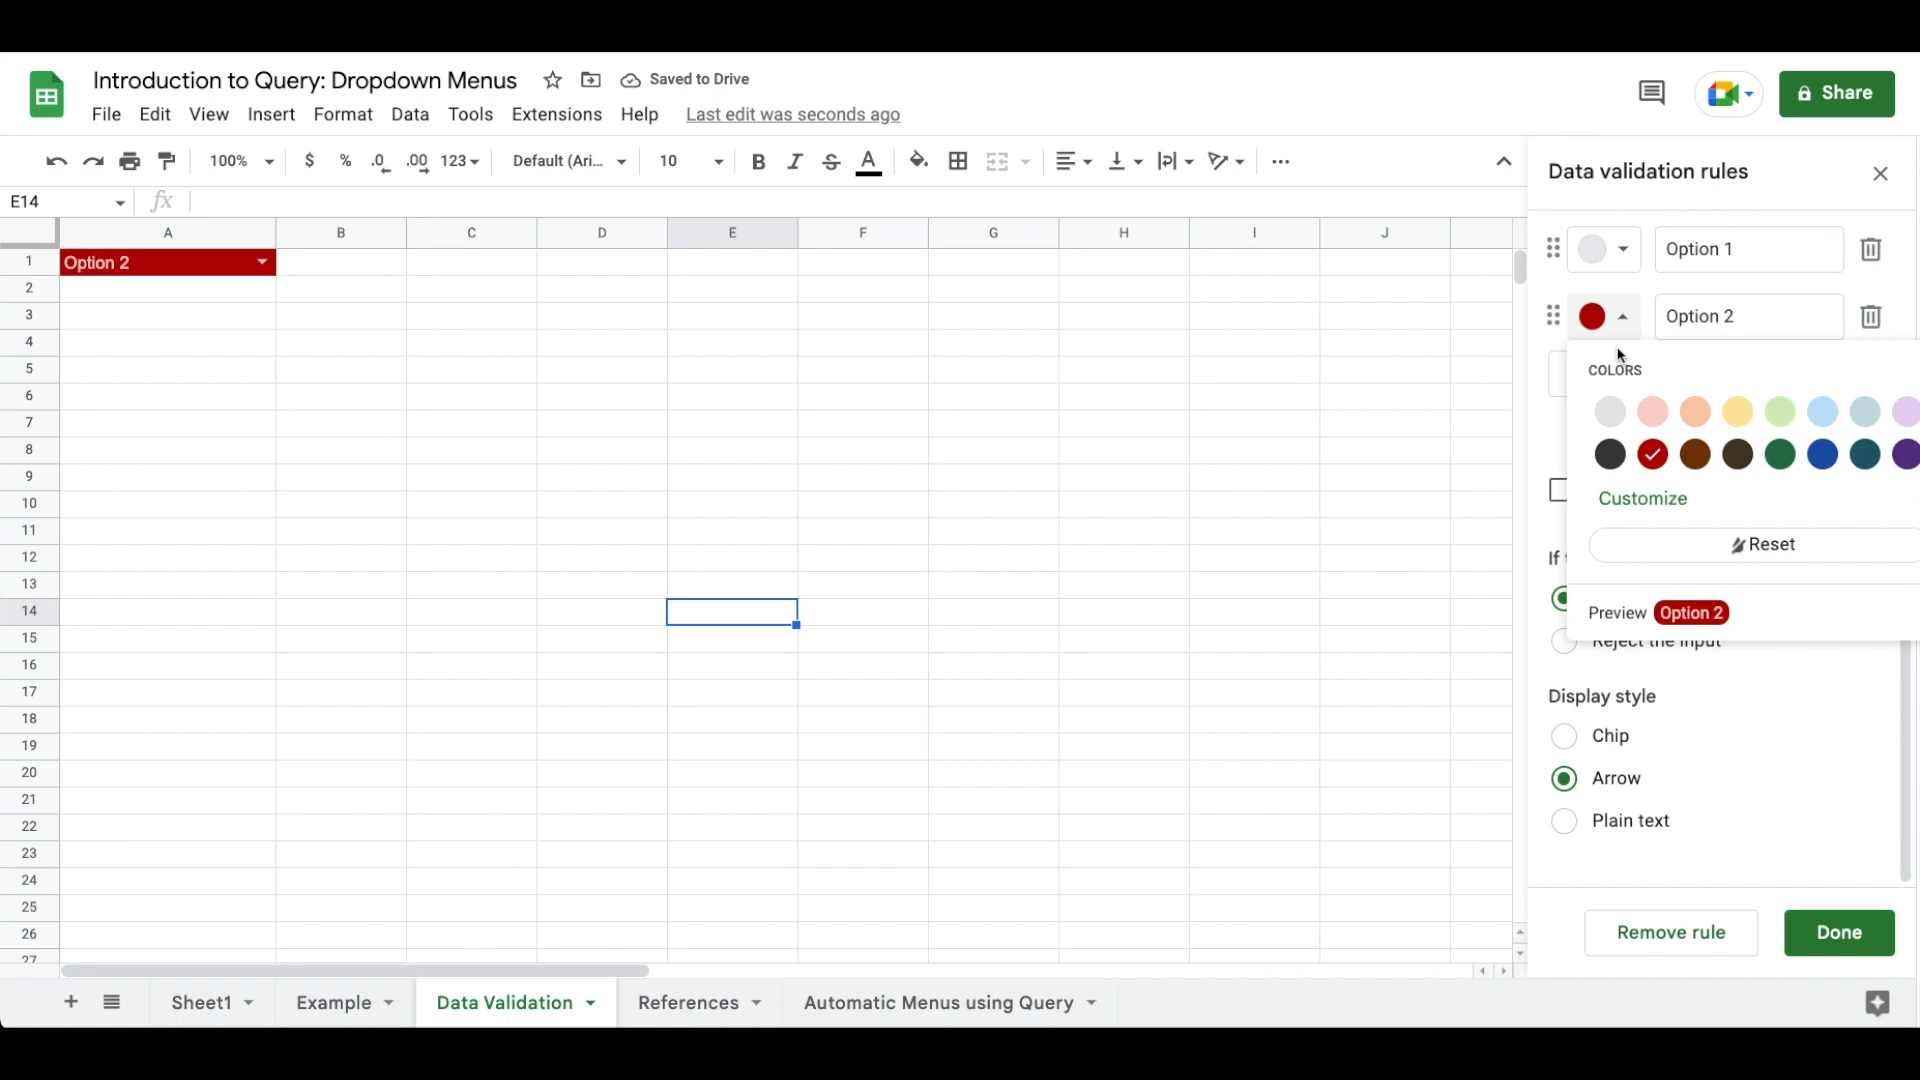 Introduction to Query: Dropdown Menus Saved to Drive
File Edit View Insert Format Data Tools Extensions Help Last edit was seconds ago
Share
100% $ % .0 .00 123 Default (Ari... 10 B I S A
Data validation rules
E14 fx
A B C D E F G H I J
1 Option 2
2
3
4
5
6
7
8
9
10
11
12
13
14
15
16
17
18
19
20
21
22
23
24
25
26
27
Option 1
Option 2
COLORS
Customize
Reset
If
Preview Option 2
Reject the input
Display style
Chip
Arrow
Plain text
Remove rule Done
Sheet1 Example Data Validation References Automatic Menus using Query